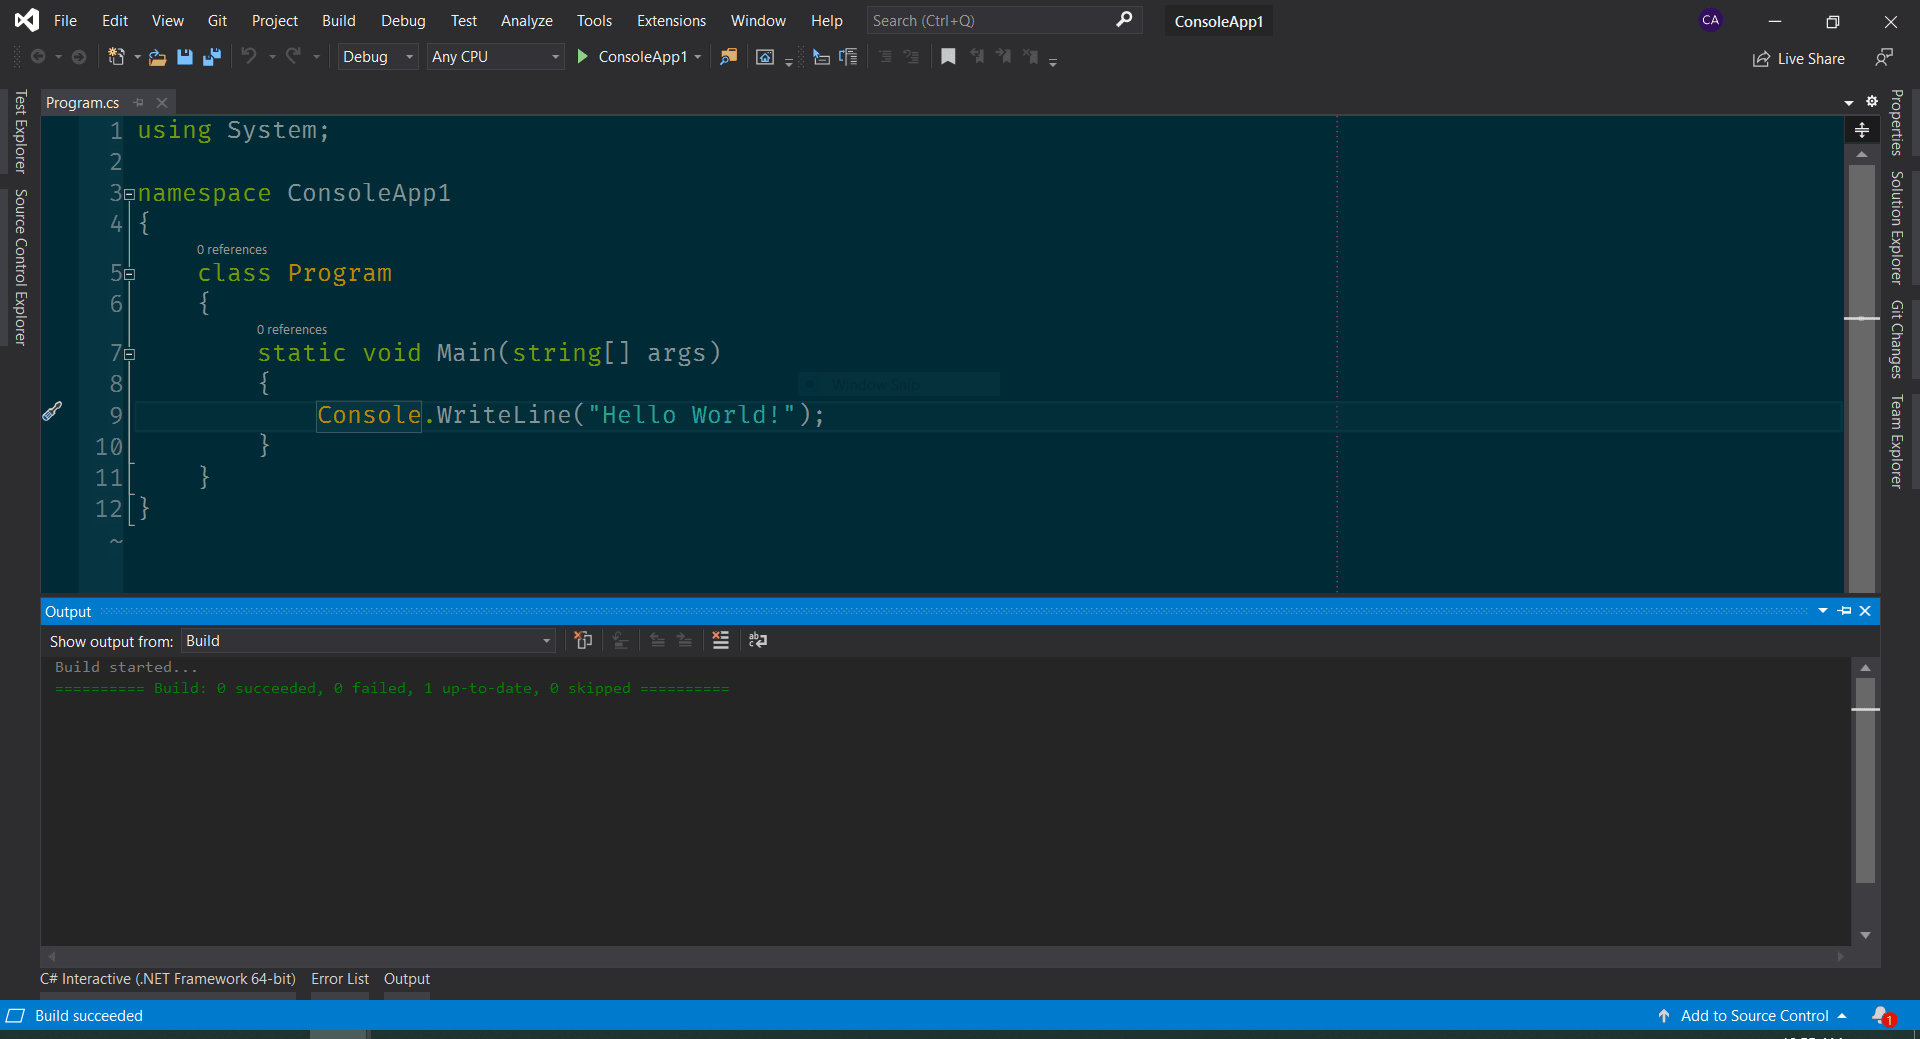 File Edit View Git Project Build Debug Test Analyze Tools Extensions Window Help Search (Ctrl+Q) ConsoleApp1 CA
Debug Any CPU ConsoleApp1 Live Share
Test Explorer
Source Control Explorer
Program.cs
1 using System;
2
3 namespace ConsoleApp1
4 {
0 references
5 class Program
6 {
0 references
7 static void Main(string[] args)
8 {
Window Snip
9 Console.WriteLine("Hello World!");
10 }
11 }
12 }
~
Properties
Solution Explorer
Git Changes
Team Explorer
Output
Show output from: Build
Build started...
========== Build: 0 succeeded, 0 failed, 1 up-to-date, 0 skipped ==========
C# Interactive (.NET Framework 64-bit) Error List Output
Build succeeded Add to Source Control 1